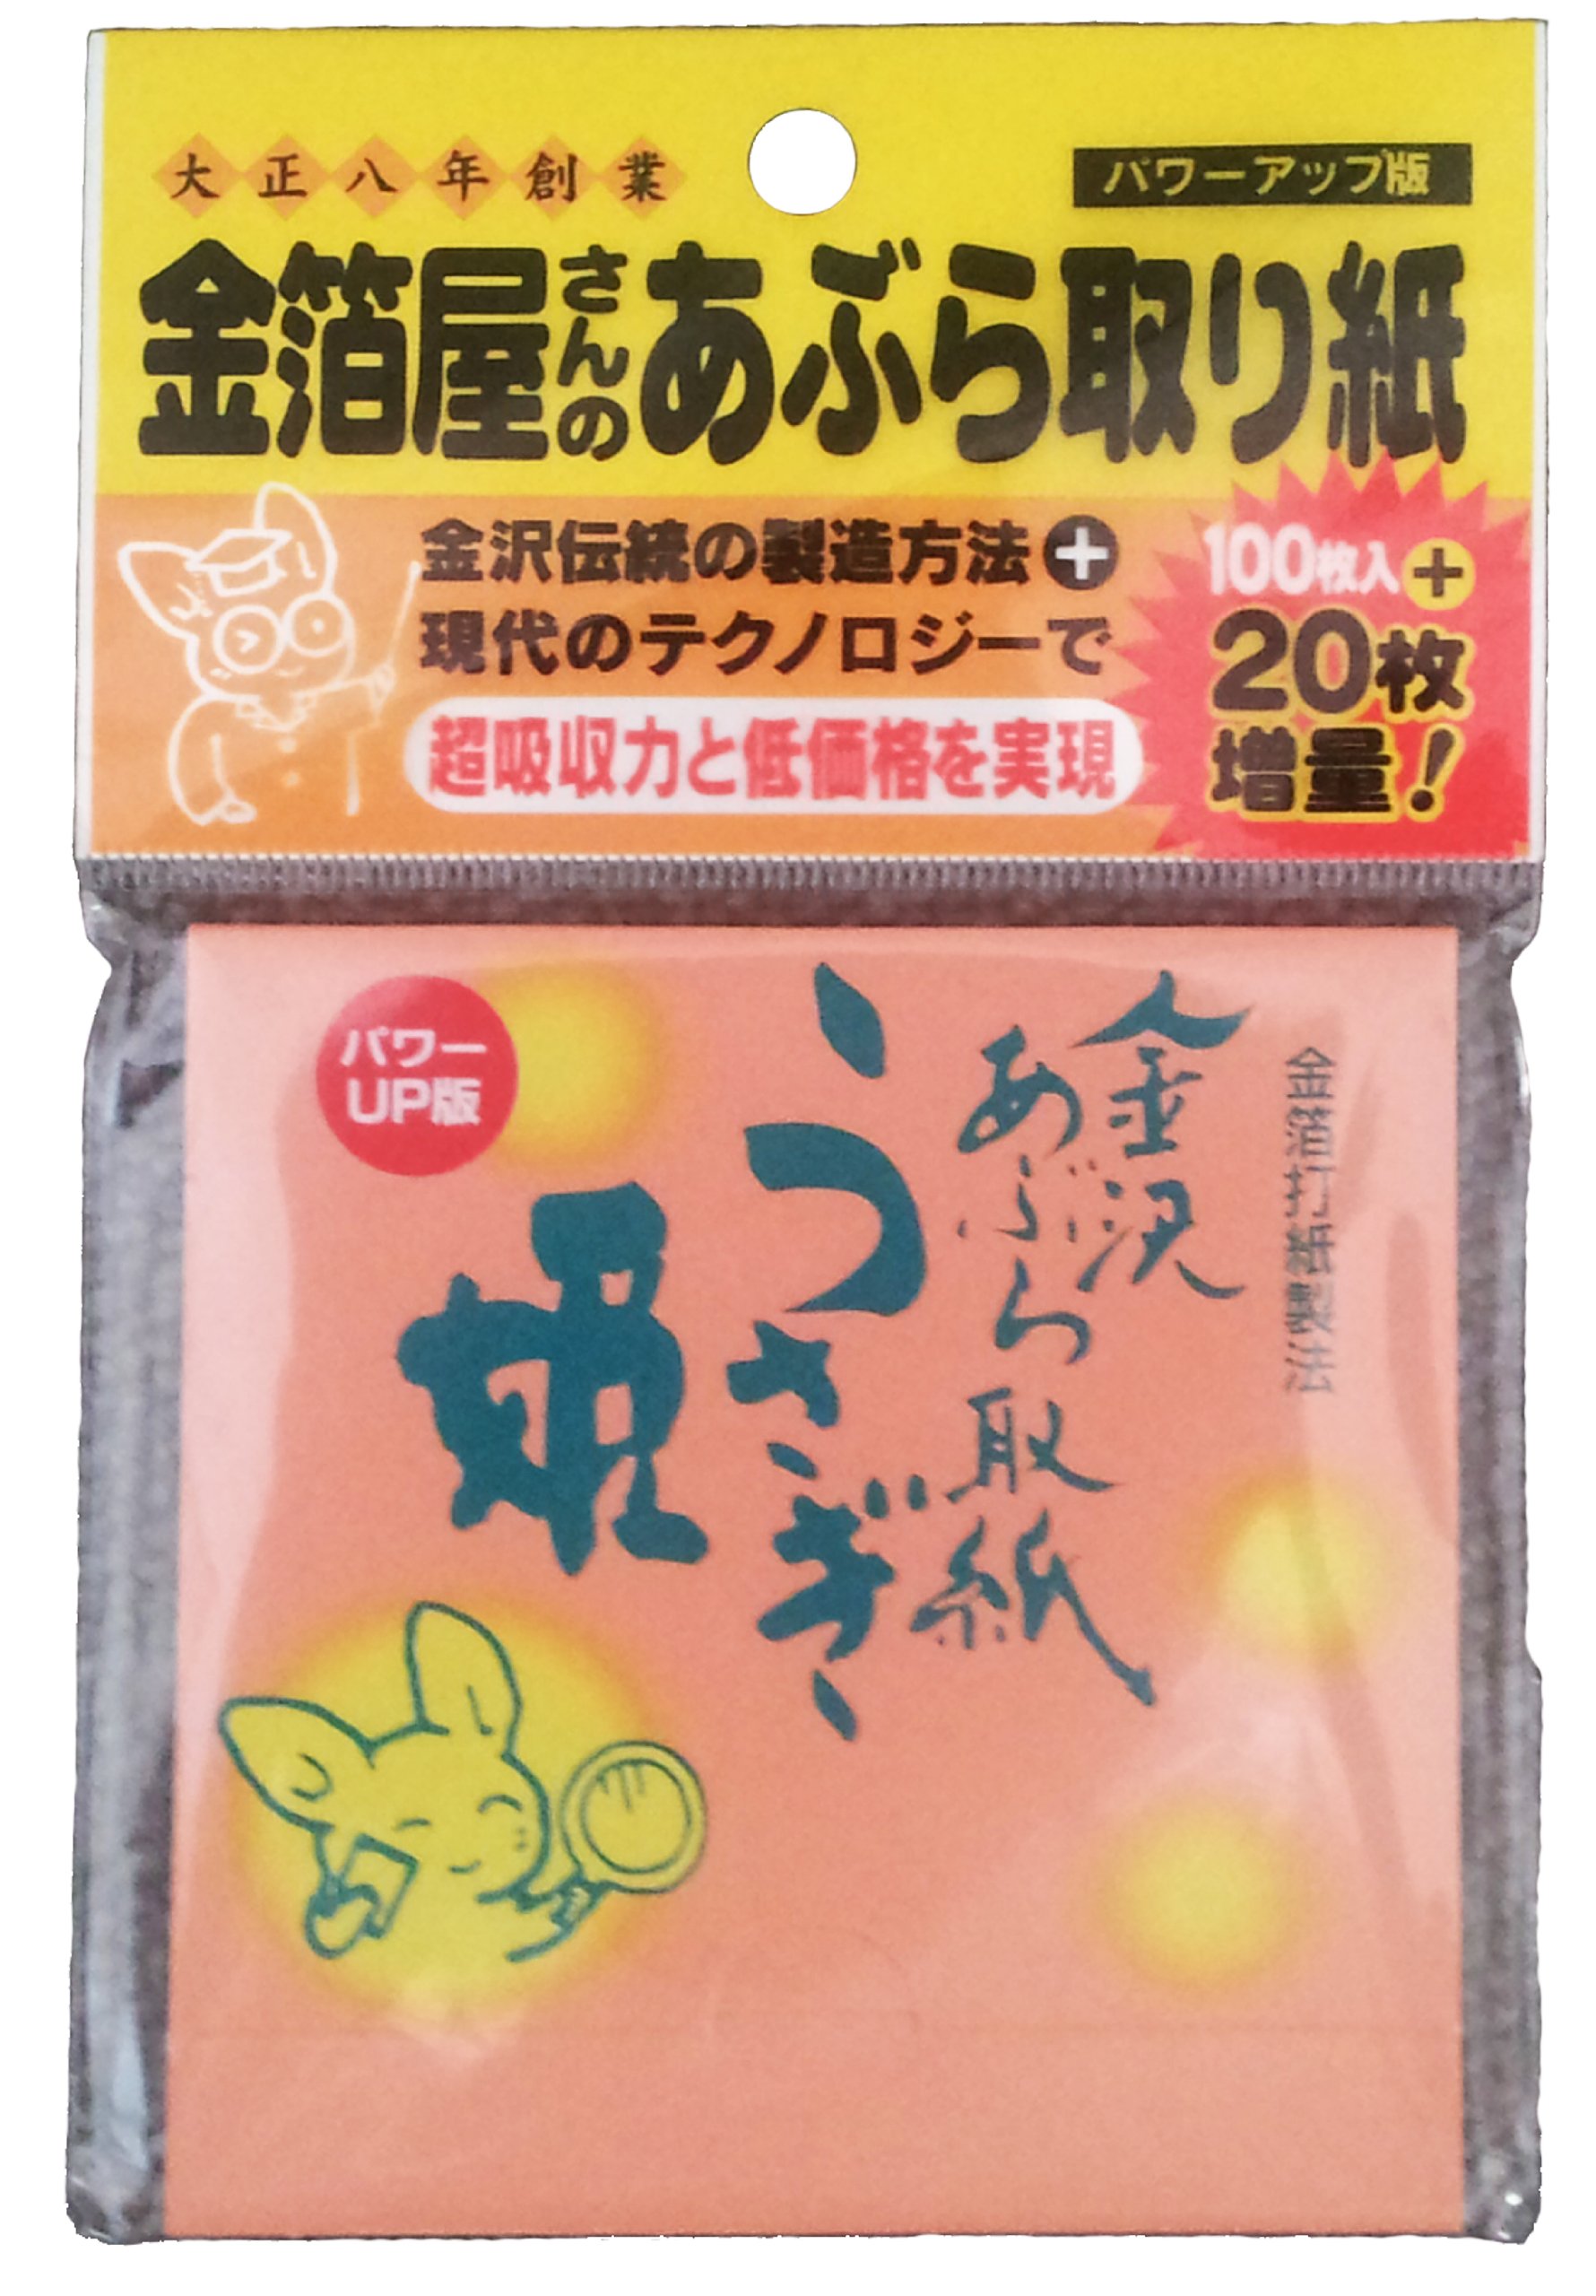 大正八年創業
パワーアップ版
金箔屋さんのあぶら取り紙
金沢伝統の製造方法+
現代のテクノロジーで
超吸収力と低価格を実現
100枚入+
20枚
増量!
金箔打紙製法
金沢
あぶら取紙
うさぎ
姫
パワー
UP版